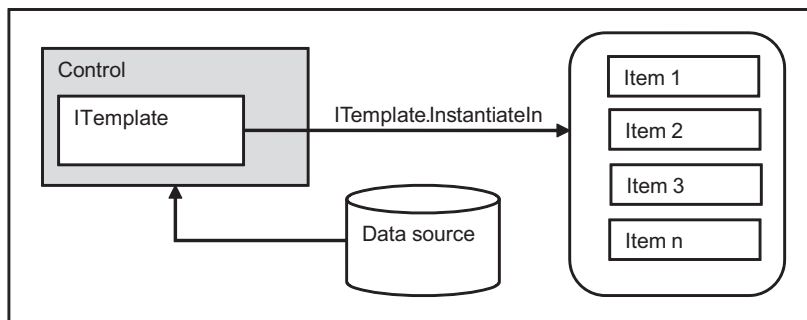 Control
ITemplate
ITemplate.InstantiateIn
Data source
Item 1
Item 2
Item 3
Item n